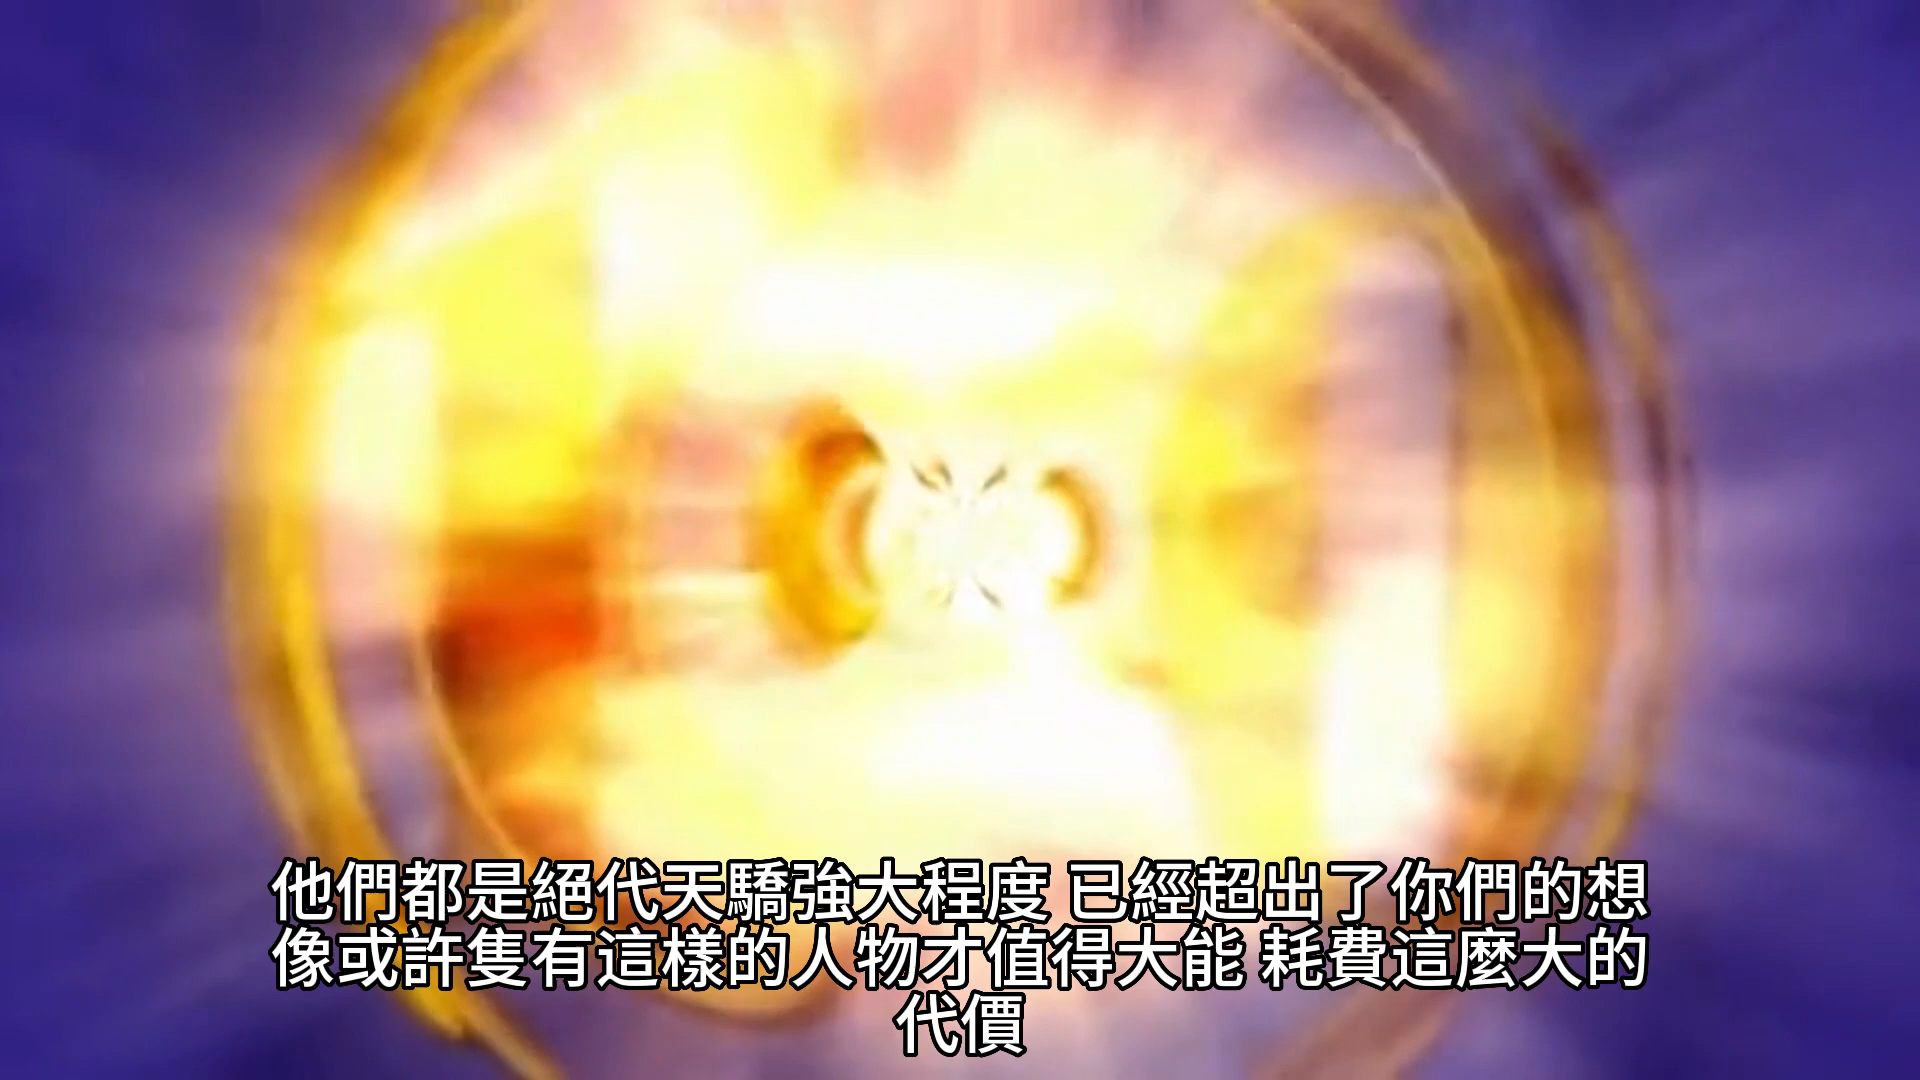 他們都是絕代天驕強大程度 已經超出了你們的想
像或許隻有這樣的人物才值得大能 耗費這麼大的
代價